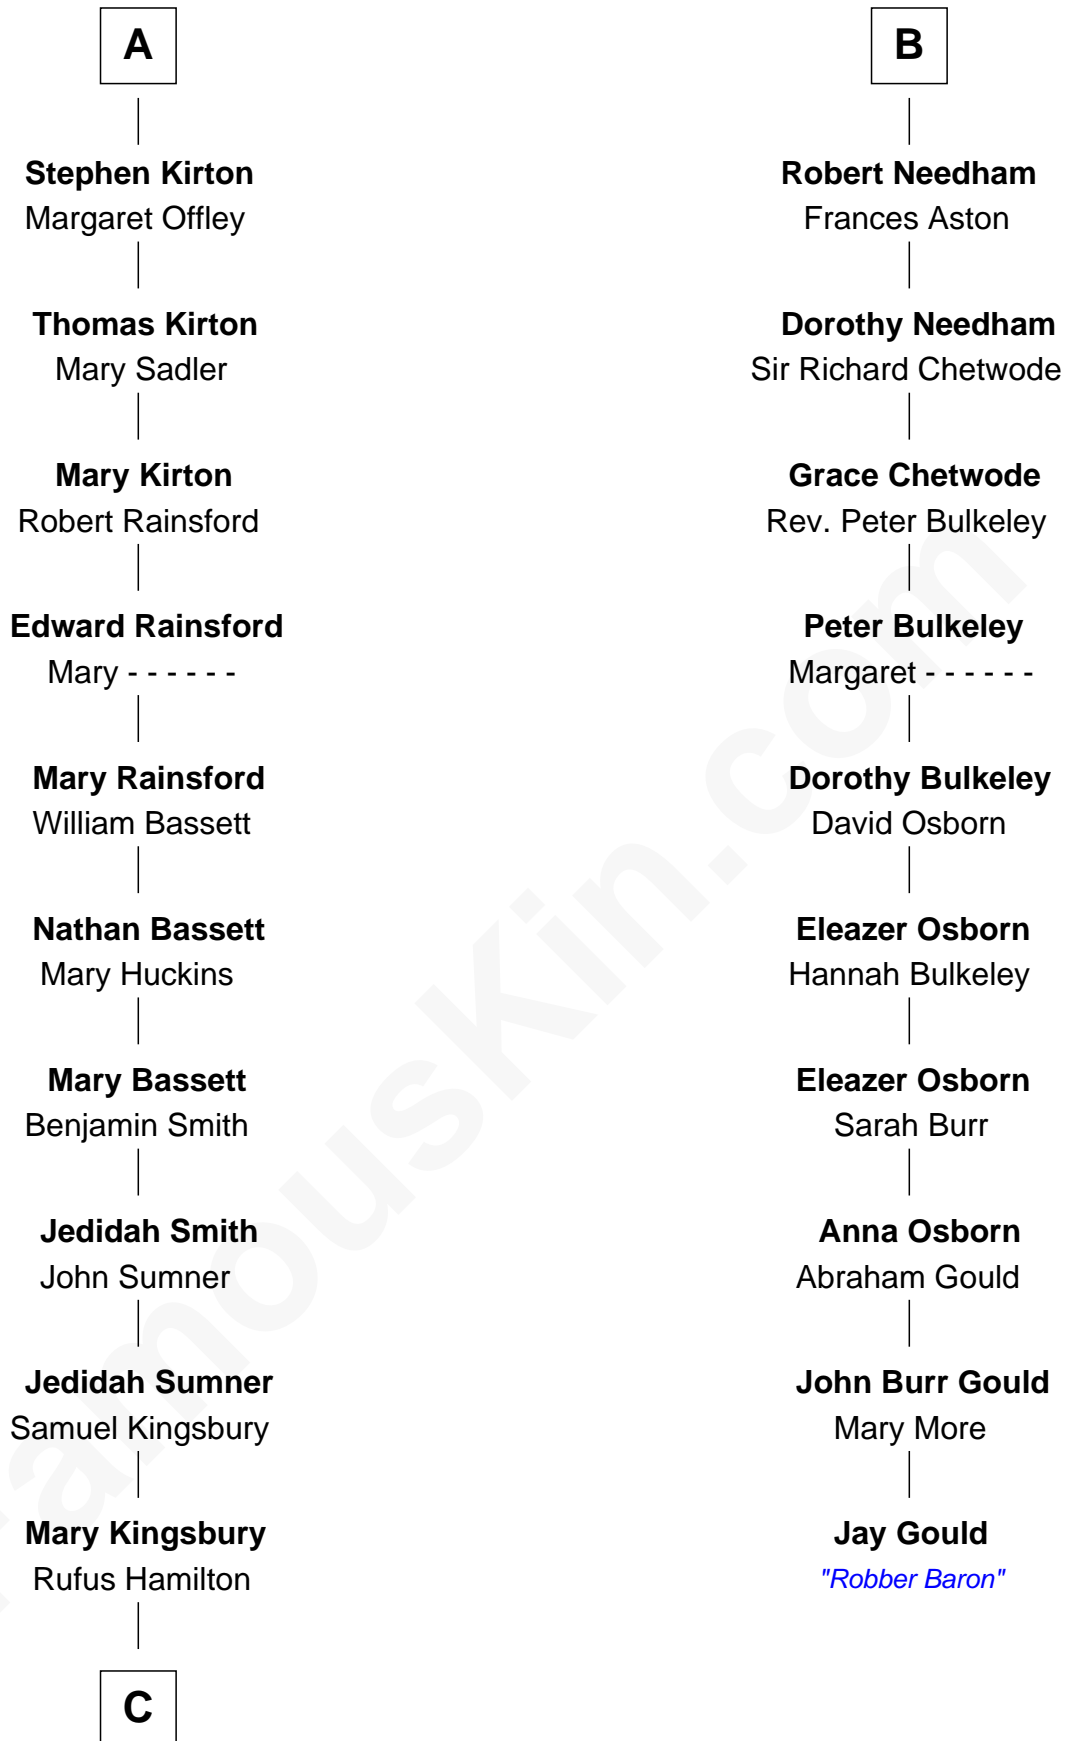 A
Stephen Kirton
Margaret Offley
Thomas Kirton
Mary Sadler
Mary Kirton
Robert Rainsford
Edward Rainsford
Mary - - - - - -
Mary Rainsford
William Bassett
Nathan Bassett
Mary Huckins
Mary Bassett
Benjamin Smith
Jedidah Smith
John Sumner
Jedidah Sumner
Samuel Kingsbury
Mary Kingsbury
Rufus Hamilton
C
B
Robert Needham
Frances Aston
Dorothy Needham
Sir Richard Chetwode
Grace Chetwode
Rev. Peter Bulkeley
Peter Bulkeley
Margaret - - - - - -
Dorothy Bulkeley
David Osborn
Eleazer Osborn
Hannah Bulkeley
Eleazer Osborn
Sarah Burr
Anna Osborn
Abraham Gould
John Burr Gould
Mary More
Jay Gould
"Robber Baron"
FamousKin.com